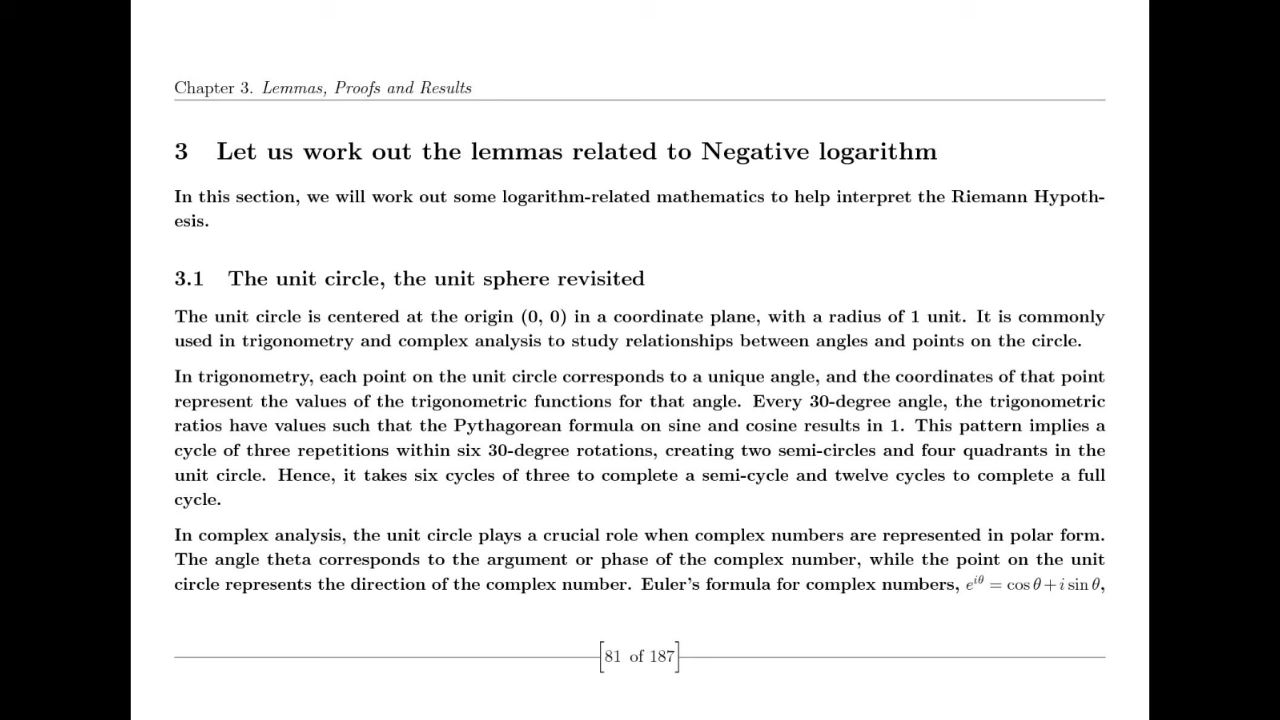 Chapter 3. Lemmas, Proofs and Results
3 Let us work out the lemmas related to Negative logarithm
In this section, we will work out some logarithm-related mathematics to help interpret the Riemann Hypoth-
esis.
3.1 The unit circle, the unit sphere revisited
The unit circle is centered at the origin (0, 0) in a coordinate plane, with a radius of 1 unit. It is commonly
used in trigonometry and complex analysis to study relationships between angles and points on the circle.
In trigonometry, each point on the unit circle corresponds to a unique angle, and the coordinates of that point
represent the values of the trigonometric functions for that angle. Every 30-degree angle, the trigonometric
ratios have values such that the Pythagorean formula on sine and cosine results in 1. This pattern implies a
cycle of three repetitions within six 30-degree rotations, creating two semi-circles and four quadrants in the
unit circle. Hence, it takes six cycles of three to complete a semi-cycle and twelve cycles to complete a full
cycle.
In complex analysis, the unit circle plays a crucial role when complex numbers are represented in polar form.
The angle theta corresponds to the argument or phase of the complex number, while the point on the unit
circle represents the direction of the complex number. Euler's formula for complex numbers, e^{iθ} = cos θ + i sin θ,
[81 of 187]